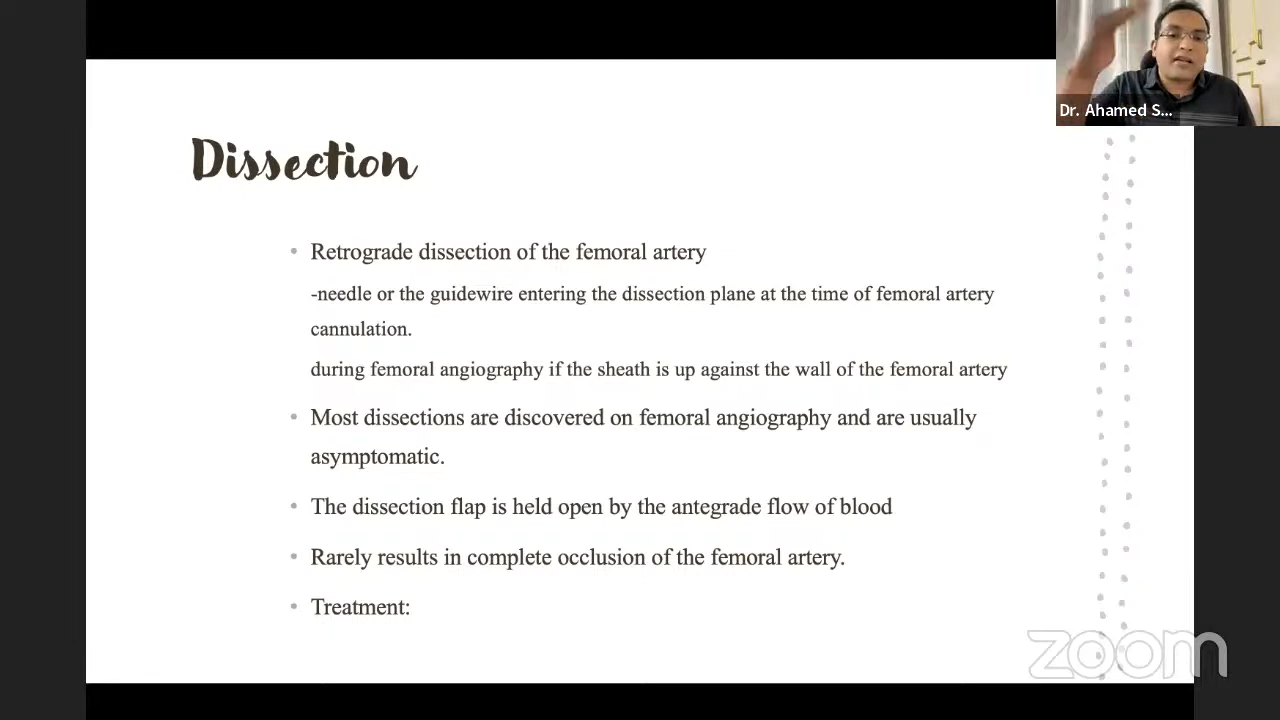 Dr. Ahamed S...
Dissection
Retrograde dissection of the femoral artery
-needle or the guidewire entering the dissection plane at the time of femoral artery
cannulation.
during femoral angiography if the sheath is up against the wall of the femoral artery
Most dissections are discovered on femoral angiography and are usually
asymptomatic.
The dissection flap is held open by the antegrade flow of blood
Rarely results in complete occlusion of the femoral artery.
Treatment:
zoom